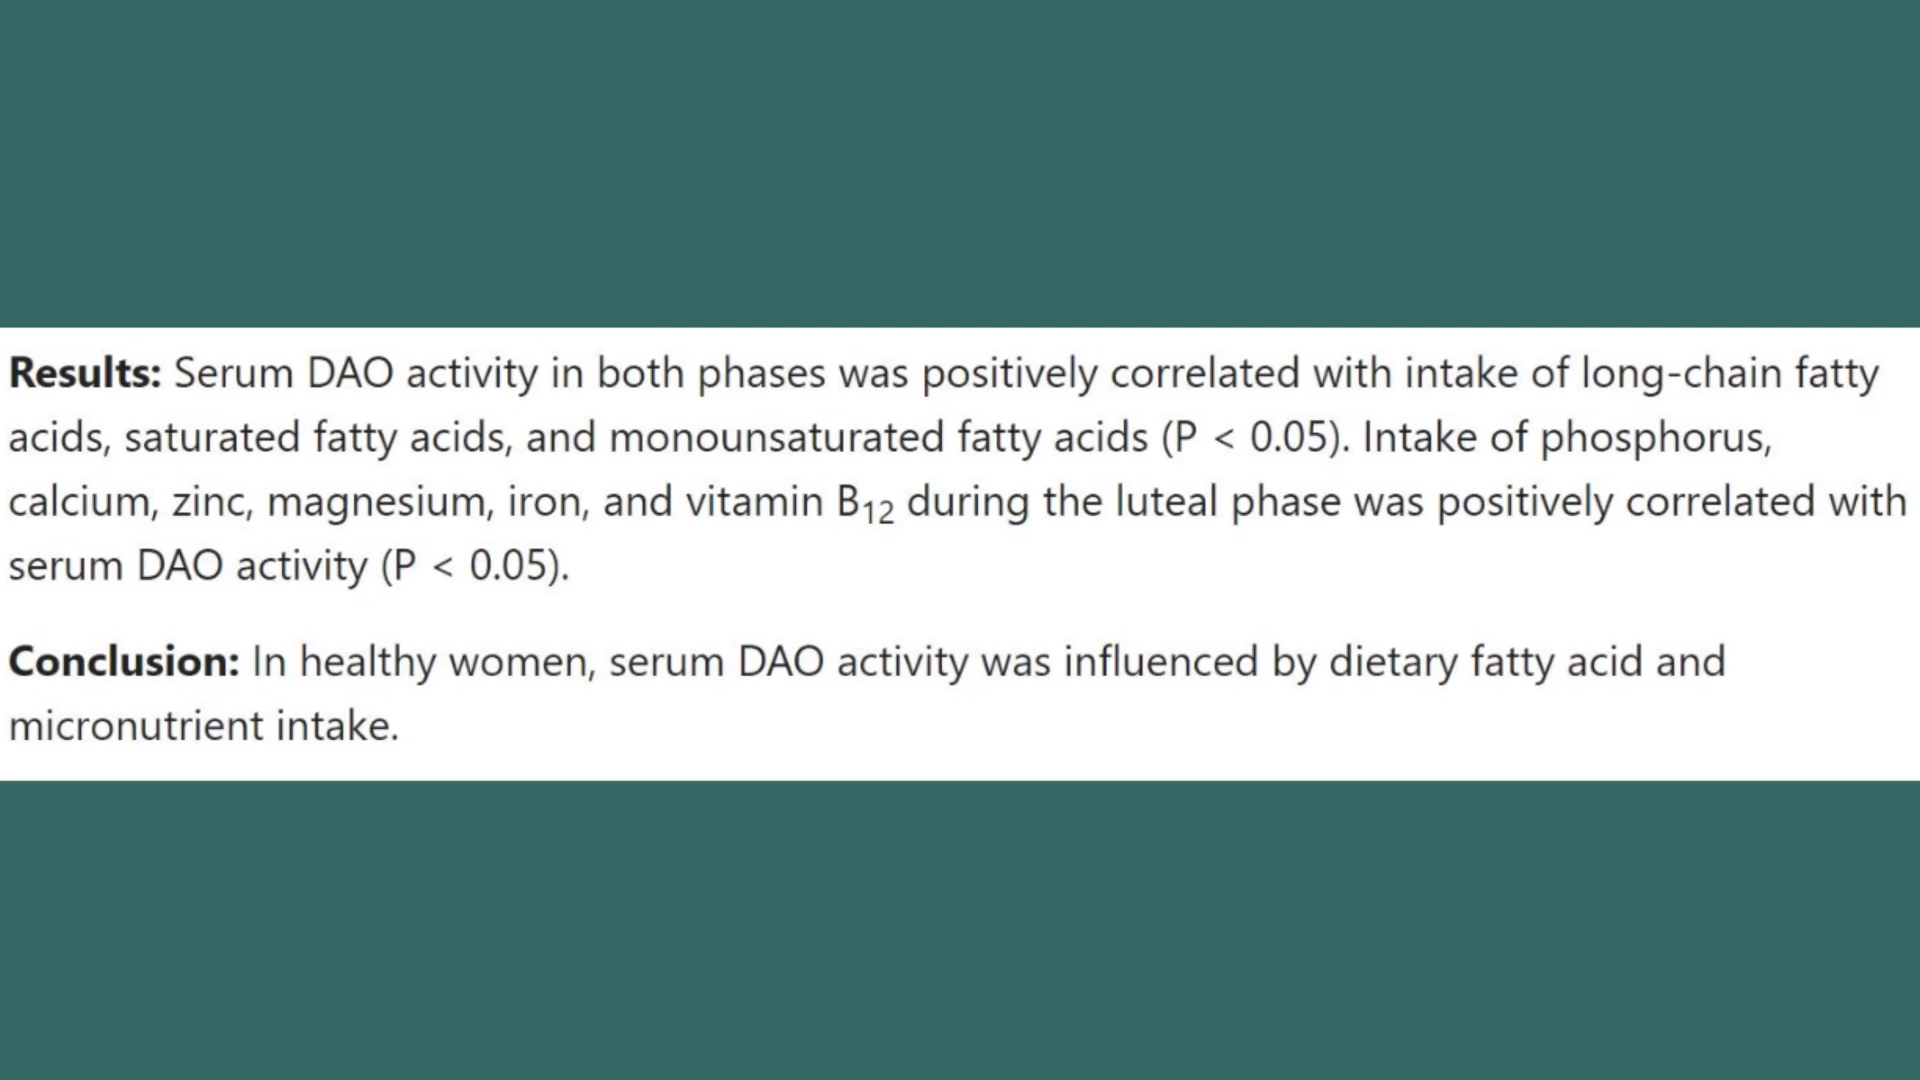 Results: Serum DAO activity in both phases was positively correlated with intake of long-chain fatty
acids, saturated fatty acids, and monounsaturated fatty acids (P < 0.05). Intake of phosphorus,
calcium, zinc, magnesium, iron, and vitamin B₁₂ during the luteal phase was positively correlated with
serum DAO activity (P < 0.05).
Conclusion: In healthy women, serum DAO activity was influenced by dietary fatty acid and
micronutrient intake.